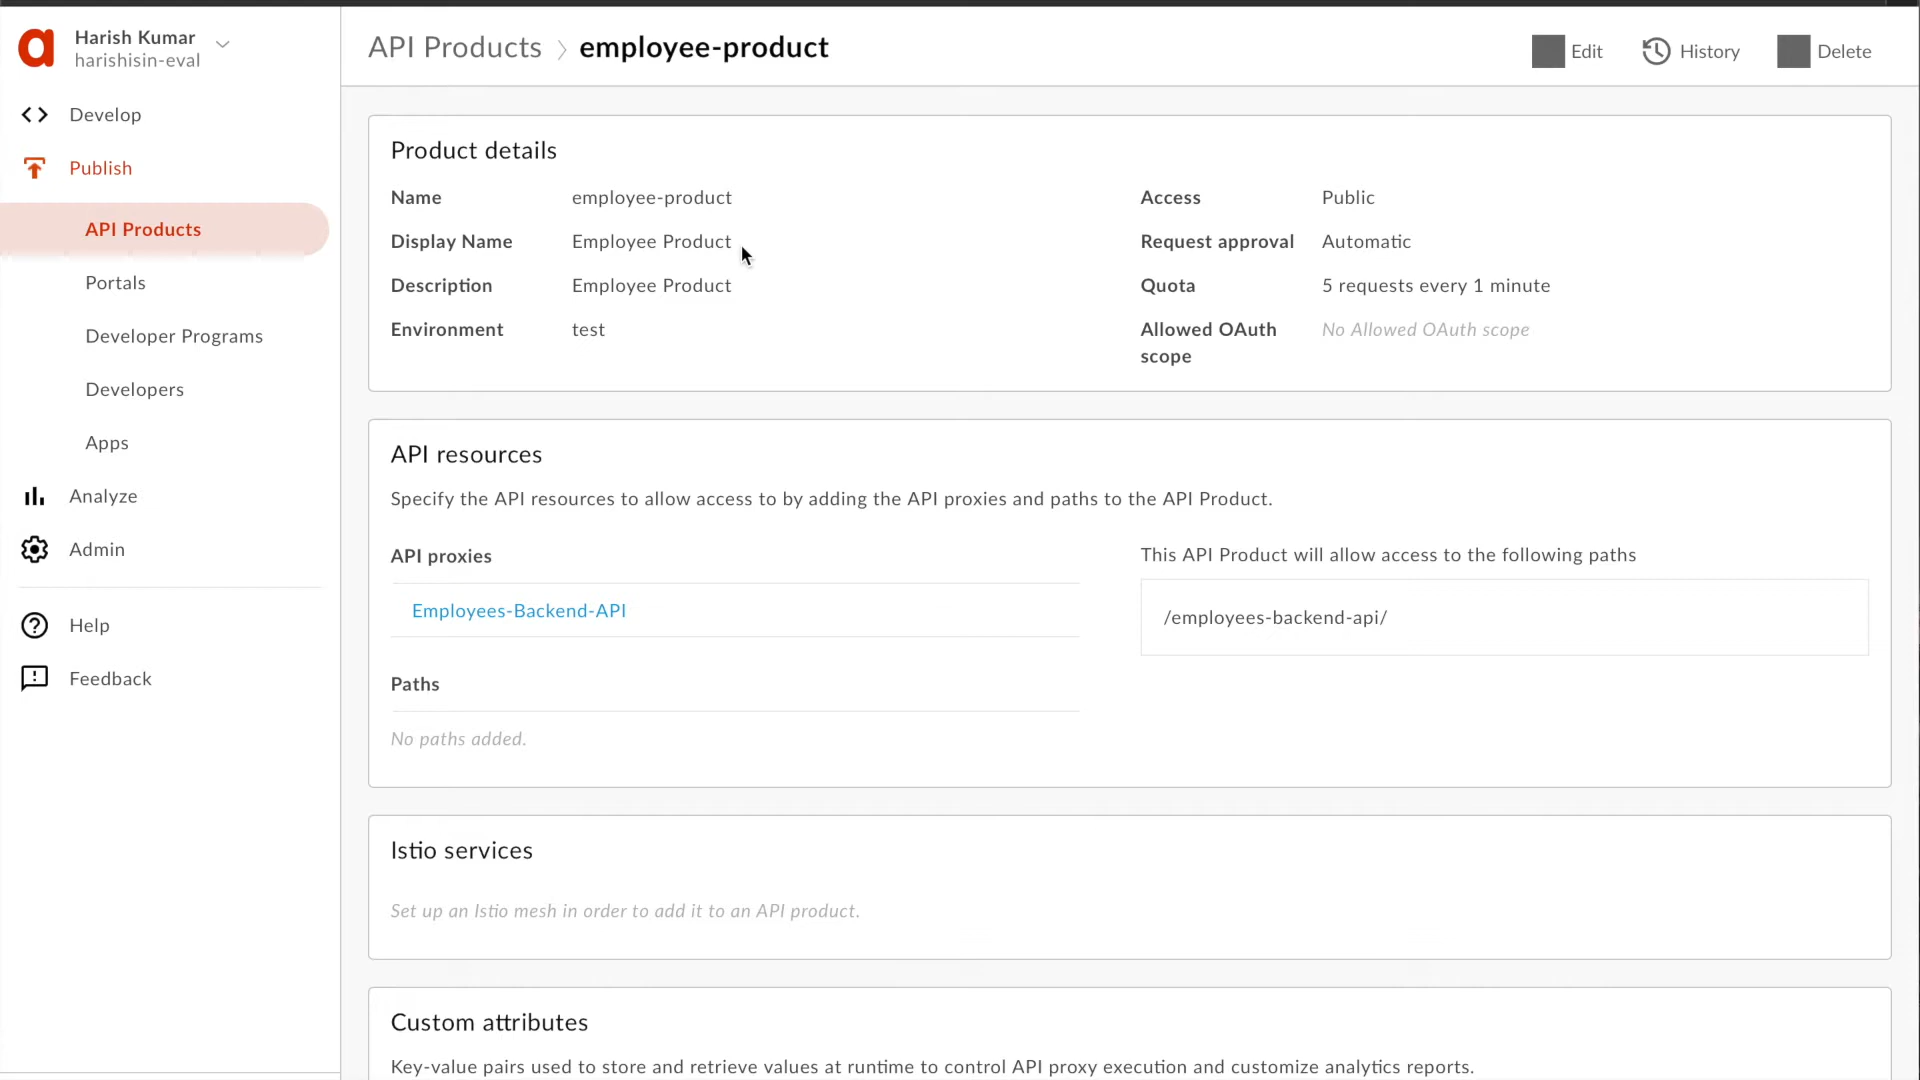 Harish Kumar
harishisin-eval
Develop
Publish
API Products
Portals
Developer Programs
Developers
Apps
Analyze
Admin
Help
Feedback
API Products > employee-product
Edit
History
Delete
Product details
Name employee-product
Display Name Employee Product
Description Employee Product
Environment test
Access Public
Request approval Automatic
Quota 5 requests every 1 minute
Allowed OAuth No Allowed OAuth scope
scope
API resources
Specify the API resources to allow access to by adding the API proxies and paths to the API Product.
API proxies
Employees-Backend-API
Paths
No paths added.
This API Product will allow access to the following paths
/employees-backend-api/
Istio services
Set up an Istio mesh in order to add it to an API product.
Custom attributes
Key-value pairs used to store and retrieve values at runtime to control API proxy execution and customize analytics reports.